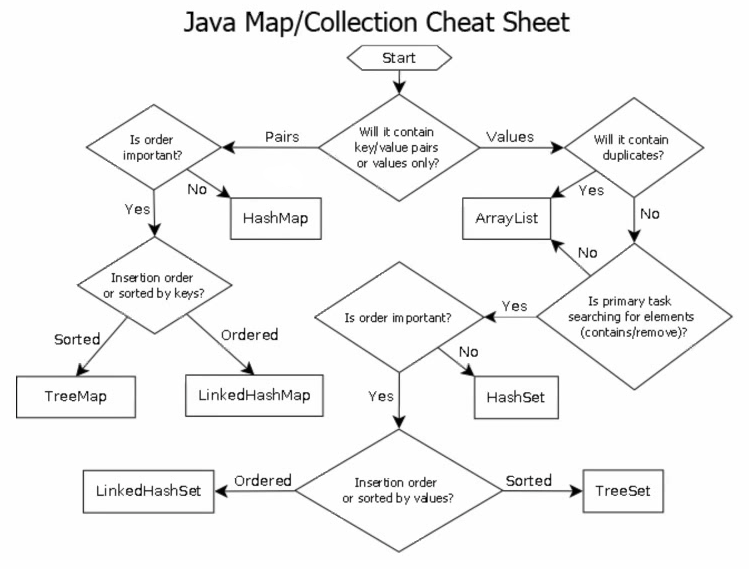 Java Map/Collection Cheat Sheet
Start
Will it contain
key/value pairs
or values only?
Pairs
Values
Is order
important?
Will it contain
duplicates?
No
Yes
HashMap
Yes
ArrayList
No
No
Insertion order
or sorted by keys?
Is primary task
searching for elements
(contains/remove)?
Yes
Is order important?
Sorted
Ordered
No
TreeMap
LinkedHashMap
HashSet
Yes
Insertion order
or sorted by values?
Ordered
Sorted
LinkedHashSet
TreeSet